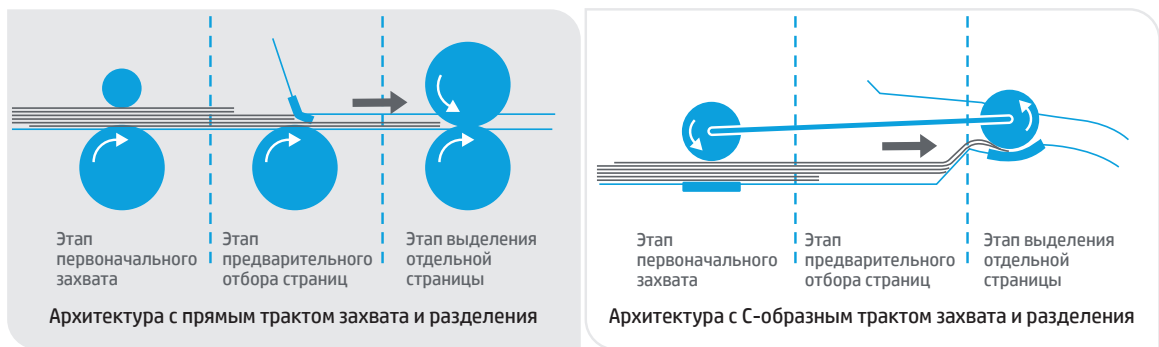 Этап
первоначального
захвата
Этап
предварительного
отбора страниц
Этап выделения
отдельной
страницы
Архитектура с прямым трактом захвата и разделения
Этап
первоначального
захвата
Этап
предварительного
отбора страниц
Этап выделения
отдельной
страницы
Архитектура с C-образным трактом захвата и разделения